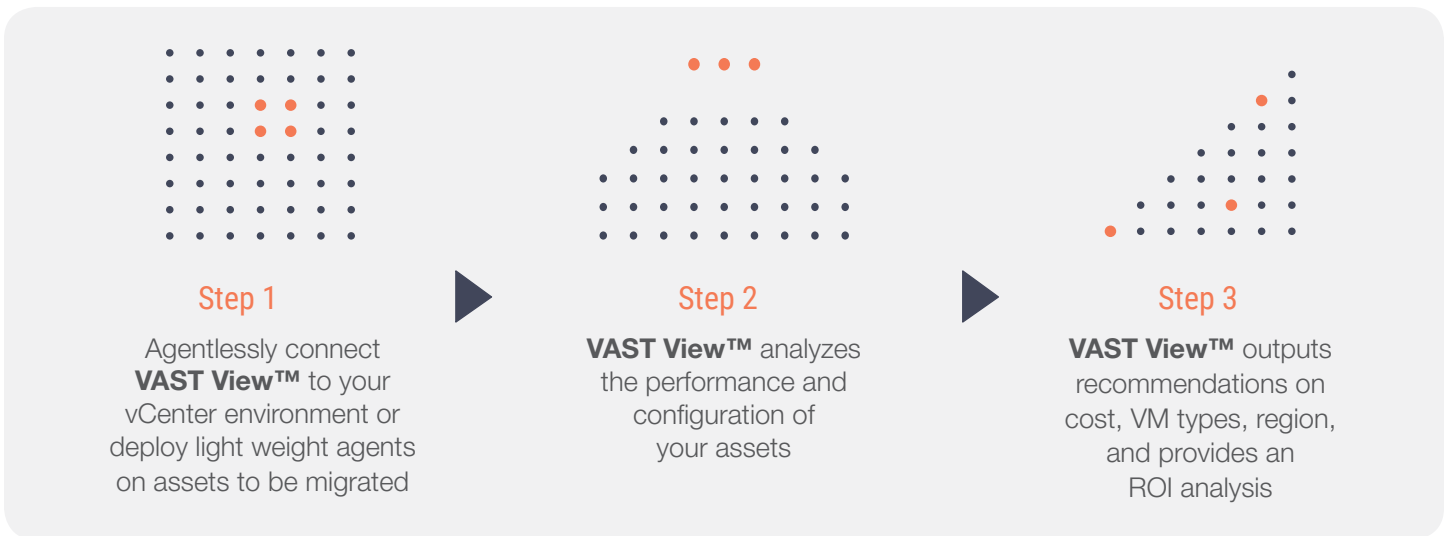 Step 1
Agentlessly connect
VAST View™ to your
vCenter environment or
deploy light weight agents
on assets to be migrated
Step 2
VAST View™ analyzes
the performance and
configuration of
your assets
Step 3
VAST View™ outputs
recommendations on
cost, VM types, region,
and provides an
ROI analysis